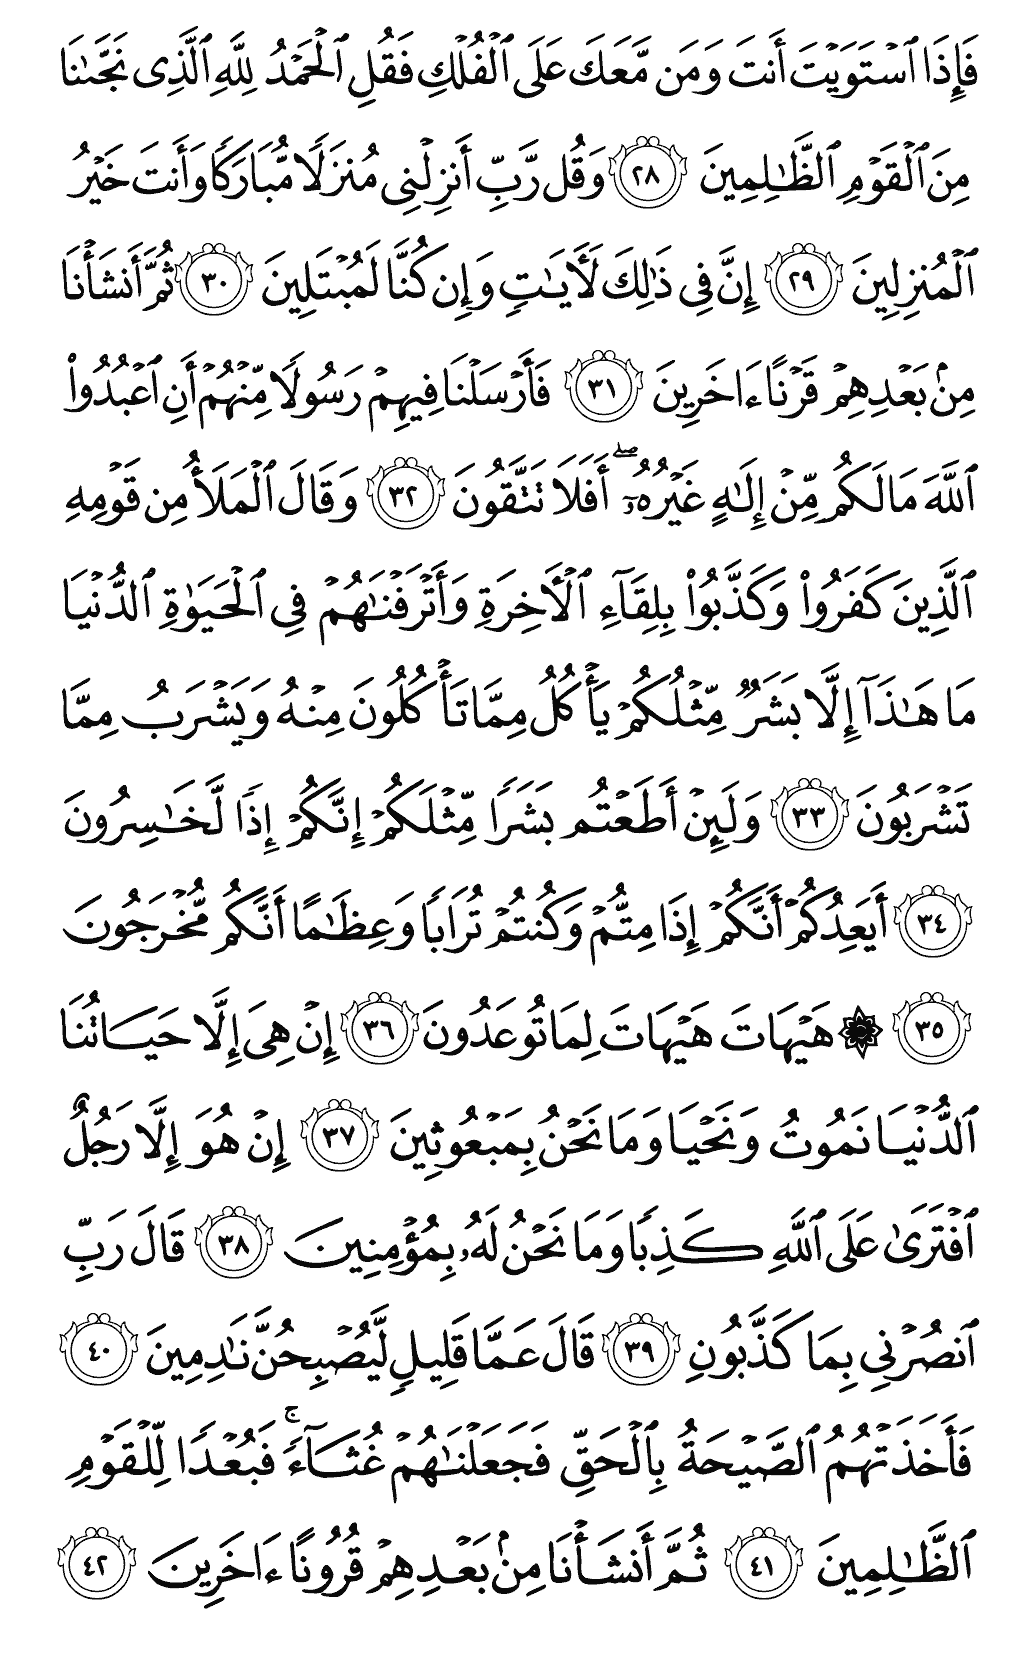 فَإِذَا ٱسْتَوَيْتَ أَنتَ وَمَن مَّعَكَ عَلَى ٱلْفُلْكِ فَقُلِ ٱلْحَمْدُ لِلَّهِ ٱلَّذِى نَجَّىٰنَا
مِنَ ٱلْقَوْمِ ٱلظَّـٰلِمِينَ ٢٨ وَقُل رَّبِّ أَنزِلْنِى مُنزَلًا مُّبَارَكًا وَأَنتَ خَيْرُ
ٱلْمُنزِلِينَ ٢٩ إِنَّ فِى ذَٰلِكَ لَـَٔايَـٰتٍ وَإِن كُنَّا لَمُبْتَلِينَ ٣٠ ثُمَّ أَنشَأْنَا
مِنۢ بَعْدِهِمْ قَرْنًا ءَاخَرِينَ ٣١ فَأَرْسَلْنَا فِيهِمْ رَسُولًا مِّنْهُمْ أَنِ ٱعْبُدُوا۟
ٱللَّهَ مَا لَكُم مِّنْ إِلَـٰهٍ غَيْرُهُۥٓ ۖ أَفَلَا تَتَّقُونَ ٣٢ وَقَالَ ٱلْمَلَأُ مِن قَوْمِهِ
ٱلَّذِينَ كَفَرُوا۟ وَكَذَّبُوا۟ بِلِقَآءِ ٱلْـَٔاخِرَةِ وَأَتْرَفْنَـٰهُمْ فِى ٱلْحَيَوٰةِ ٱلدُّنْيَا
مَا هَـٰذَآ إِلَّا بَشَرٌ مِّثْلُكُمْ يَأْكُلُ مِمَّا تَأْكُلُونَ مِنْهُ وَيَشْرَبُ مِمَّا
تَشْرَبُونَ ٣٣ وَلَئِنْ أَطَعْتُم بَشَرًا مِّثْلَكُمْ إِنَّكُمْ إِذًا لَّخَـٰسِرُونَ
٣٤ أَيَعِدُكُمْ أَنَّكُمْ إِذَا مِتُّمْ وَكُنتُمْ تُرَابًا وَعِظَـٰمًا أَنَّكُم مُّخْرَجُونَ
٣٥ ۞ هَيْهَاتَ هَيْهَاتَ لِمَا تُوعَدُونَ ٣٦ إِنْ هِىَ إِلَّا حَيَاتُنَا
ٱلدُّنْيَا نَمُوتُ وَنَحْيَا وَمَا نَحْنُ بِمَبْعُوثِينَ ٣٧ إِنْ هُوَ إِلَّا رَجُلٌ
ٱفْتَرَىٰ عَلَى ٱللَّهِ كَذِبًا وَمَا نَحْنُ لَهُۥ بِمُؤْمِنِينَ ٣٨ قَالَ رَبِّ
ٱنصُرْنِى بِمَا كَذَّبُونِ ٣٩ قَالَ عَمَّا قَلِيلٍ لَّيُصْبِحُنَّ نَـٰدِمِينَ ٤٠
فَأَخَذَتْهُمُ ٱلصَّيْحَةُ بِٱلْحَقِّ فَجَعَلْنَـٰهُمْ غُثَآءً ۚ فَبُعْدًا لِّلْقَوْمِ
ٱلظَّـٰلِمِينَ ٤١ ثُمَّ أَنشَأْنَا مِنۢ بَعْدِهِمْ قُرُونًا ءَاخَرِينَ ٤٢